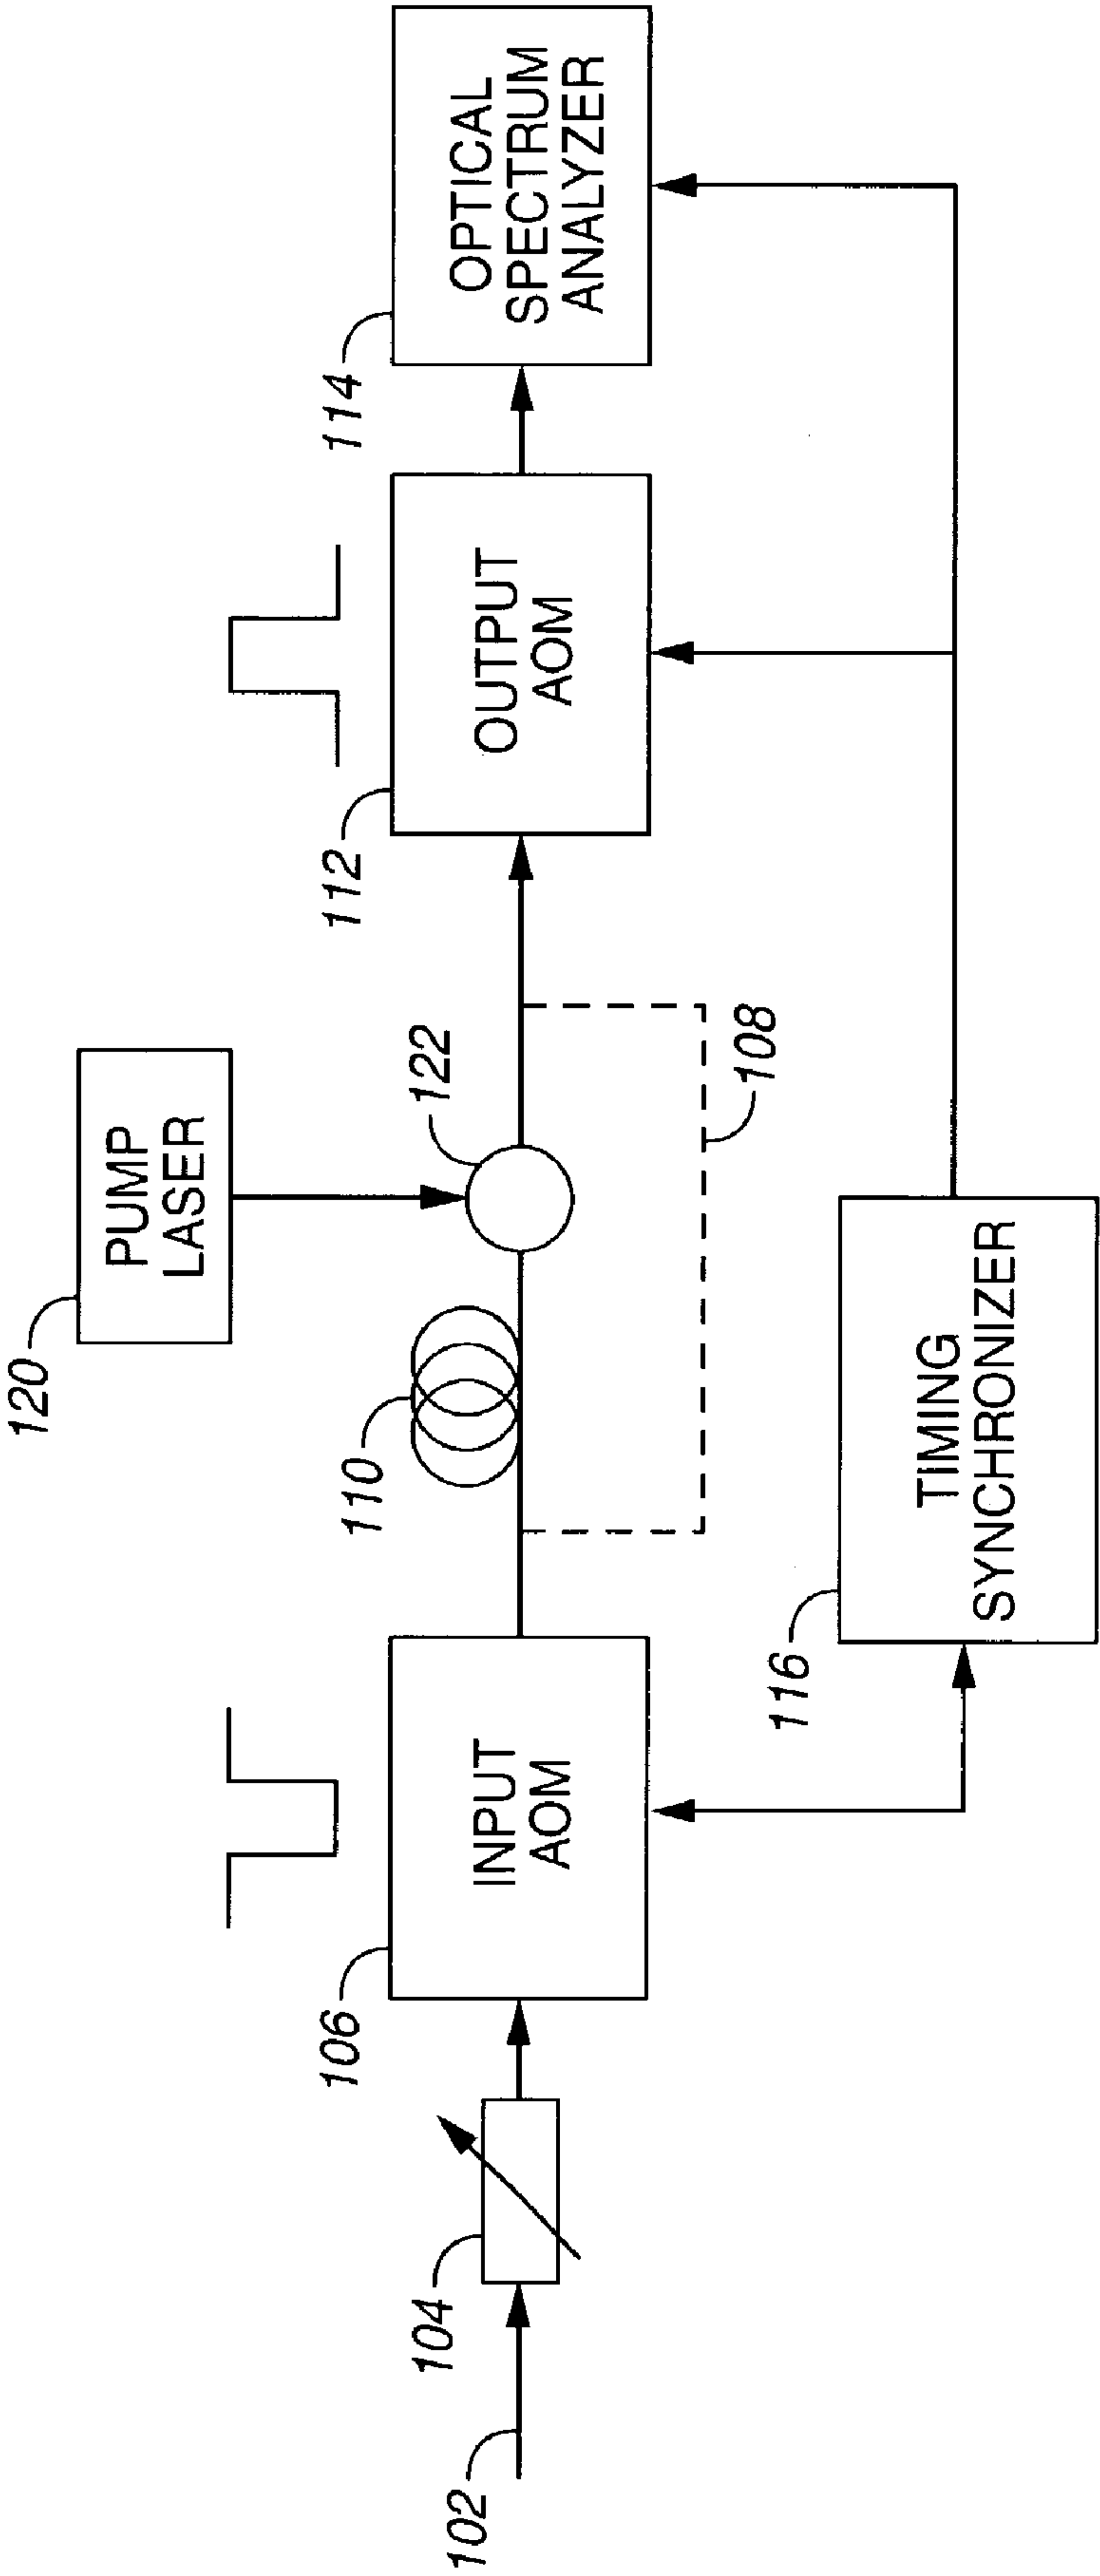 120
PUMP
LASER
122
110
108
102
104
106
INPUT
AOM
112
OUTPUT
AOM
114
OPTICAL
SPECTRUM
ANALYZER
116
TIMING
SYNCHRONIZER